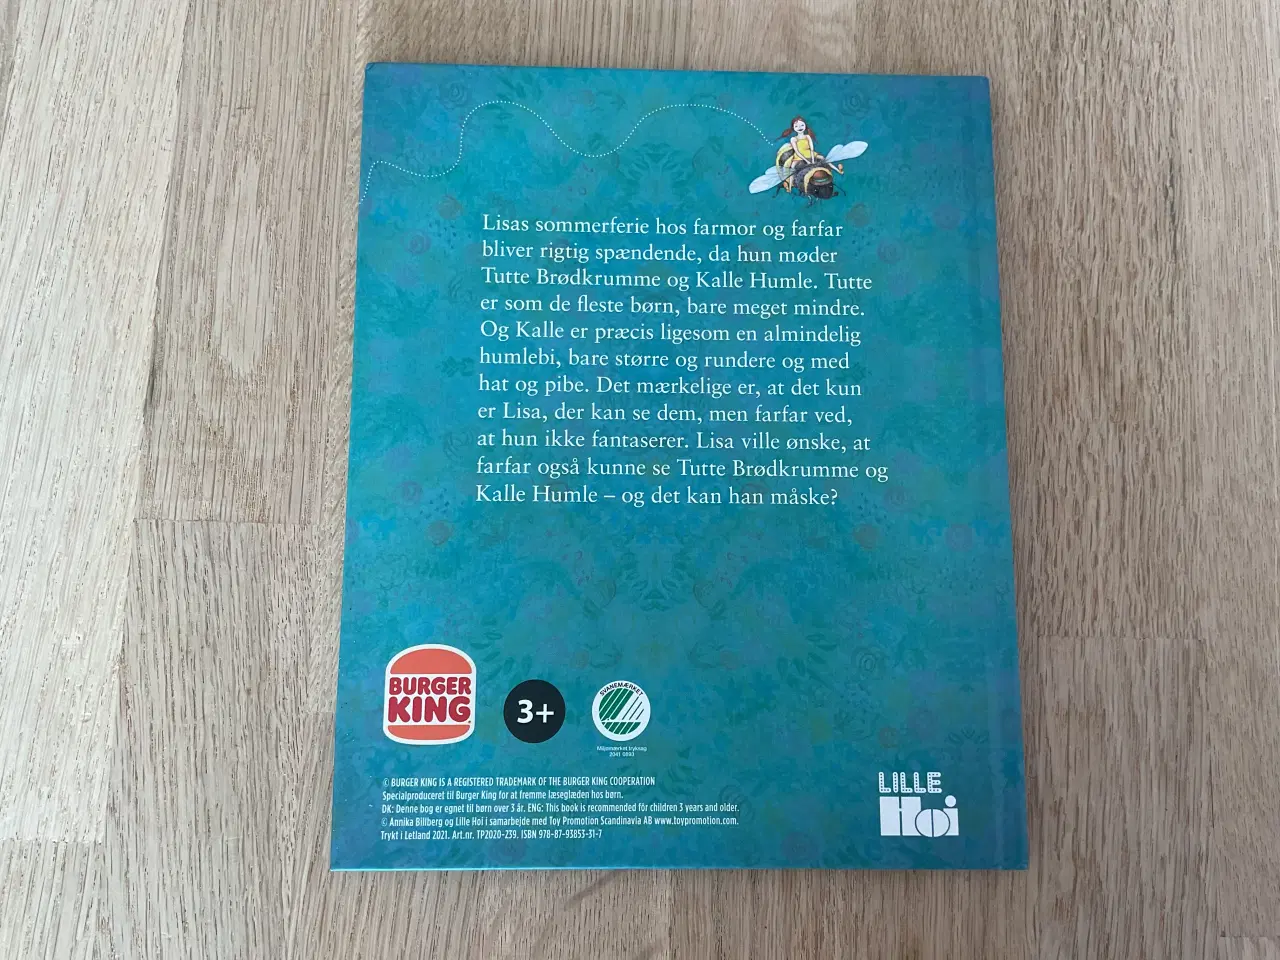 Lisas sommerferie hos farmor og farfar
bliver rigtig spændende, da hun møder
Tutte Brødkrumme og Kalle Humle. Tutte
er som de fleste børn, bare meget mindre.
Og Kalle er præcis ligesom en almindelig
humlebi, bare større og rundere og med
hat og pibe. Det mærkelige er, at det kun
er Lisa, der kan se dem, men farfar ved,
at hun ikke fantaserer. Lisa ville ønske, at
farfar også kunne se Tutte Brødkrumme og
Kalle Humle – og det kan han måske?
BURGER
KING
3+
SVANEMÆRKET
Miljømærket tryksag
2041 0693
© BURGER KING IS A REGISTERED TRADEMARK OF THE BURGER KING COOPERATION
Specialproduceret til Burger King for at fremme læseglæden hos børn.
DK: Denne bog er egnet til børn over 3 år. ENG: This book is recommended for children 3 years and older.
© Annika Billberg og Lille Hoi i samarbejde med Toy Promotion Scandinavia AB www.toypromotion.com.
Trykt i Letland 2021. Art.nr. TP2020-239. ISBN 978-87-93853-31-7
LILLE
Hoi